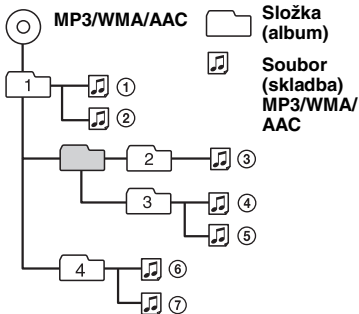 MP3/WMA/AAC
Složka
(album)
Soubor
(skladba)
MP3/WMA/
AAC
1
①
②
2
③
3
④
⑤
4
⑥
⑦